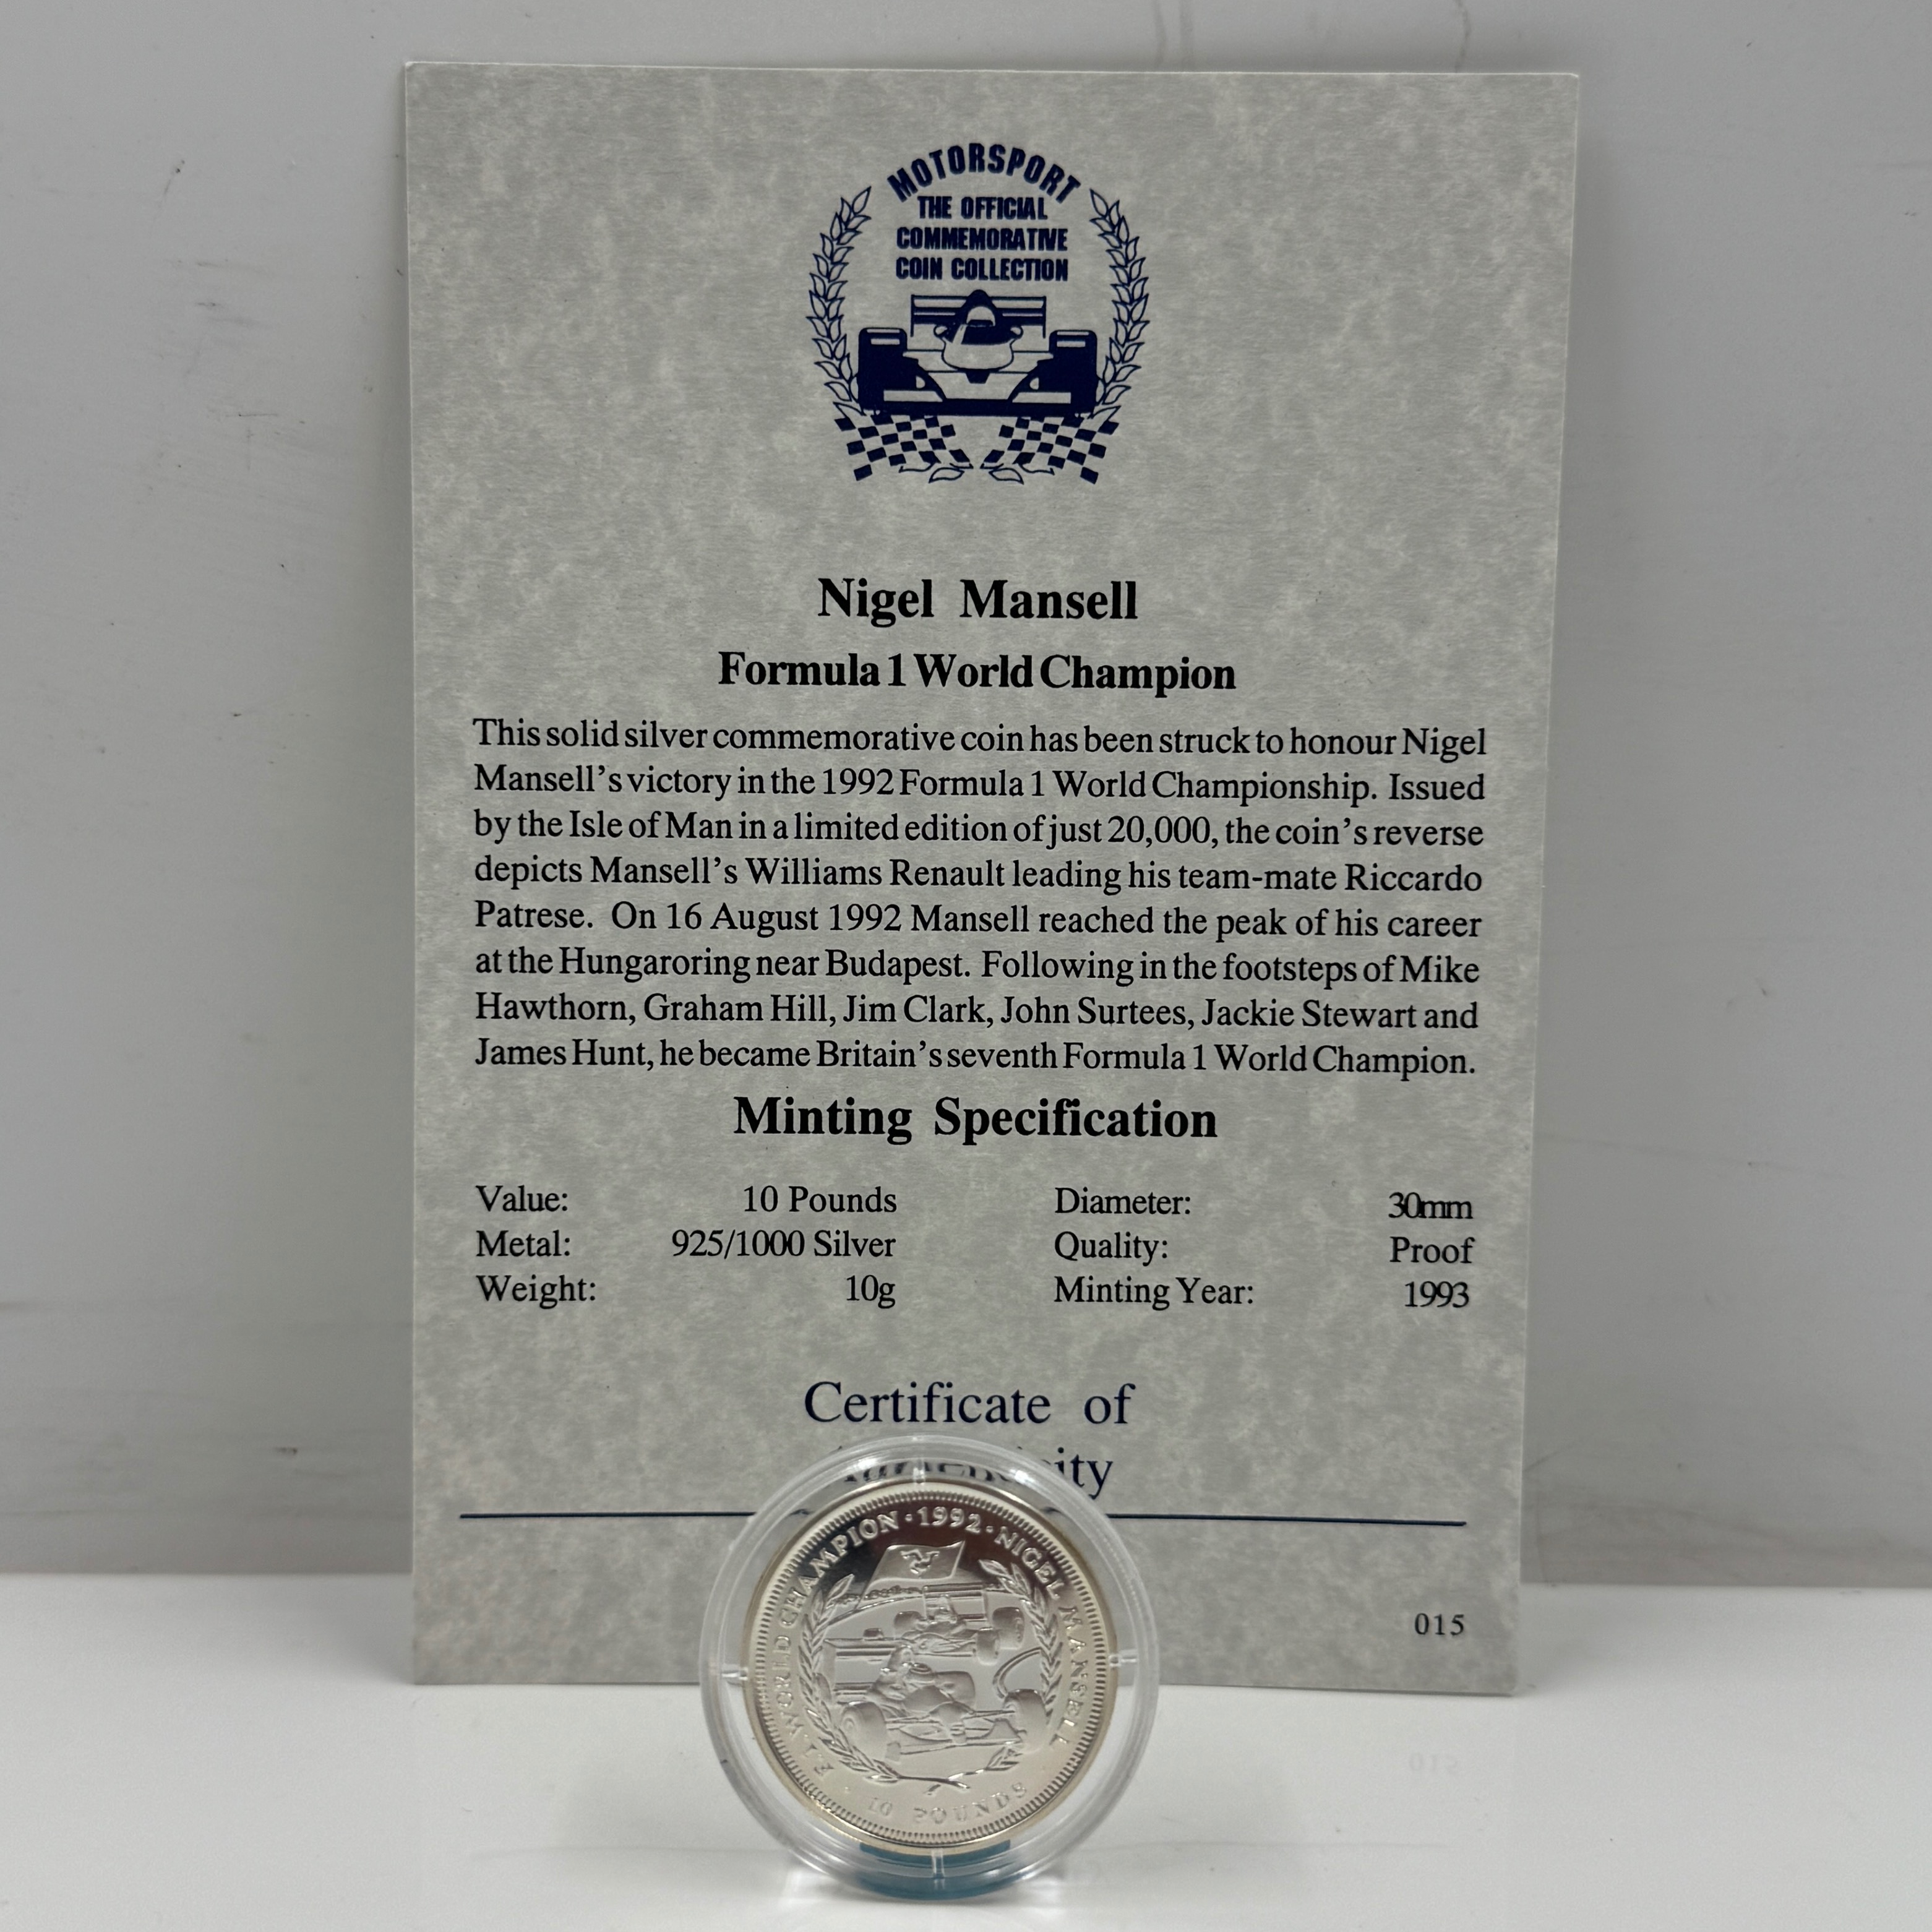 MOTORSPORT
THE OFFICIAL
COMMEMORATIVE
COIN COLLECTION
Nigel Mansell
Formula 1 World Champion
This solid silver commemorative coin has been struck to honour Nigel
Mansell's victory in the 1992 Formula 1 World Championship. Issued
by the Isle of Man in a limited edition of just 20,000, the coin's reverse
depicts Mansell's Williams Renault leading his team-mate Riccardo
Patrese. On 16 August 1992 Mansell reached the peak of his career
at the Hungaroring near Budapest. Following in the footsteps of Mike
Hawthorn, Graham Hill, Jim Clark, John Surtees, Jackie Stewart and
James Hunt, he became Britain's seventh Formula 1 World Champion.
Minting Specification
Value: 10 Pounds Diameter: 30mm
Metal: 925/1000 Silver Quality: Proof
Weight: 10g Minting Year: 1993
Certificate of
F.1. WORLD CHAMPION · 1992 · NIGEL MANSELL
10 POUNDS
015